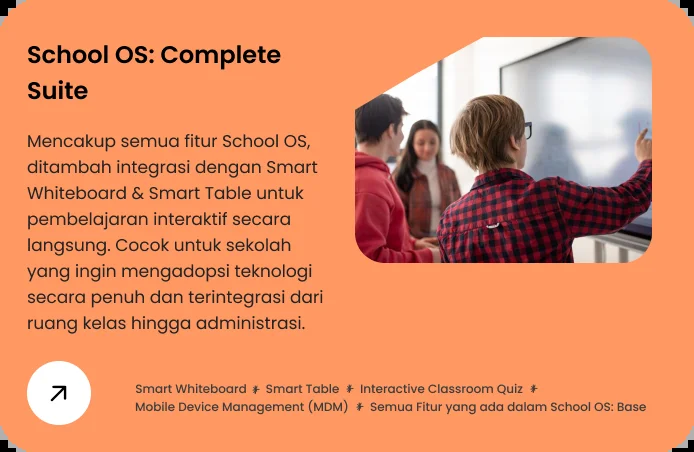 School OS: Complete
Suite
Mencakup semua fitur School OS,
ditambah integrasi dengan Smart
Whiteboard & Smart Table untuk
pembelajaran interaktif secara
langsung. Cocok untuk sekolah
yang ingin mengadopsi teknologi
secara penuh dan terintegrasi dari
ruang kelas hingga administrasi.
Smart Whiteboard Smart Table Interactive Classroom Quiz
Mobile Device Management (MDM) Semua Fitur yang ada dalam School OS: Base